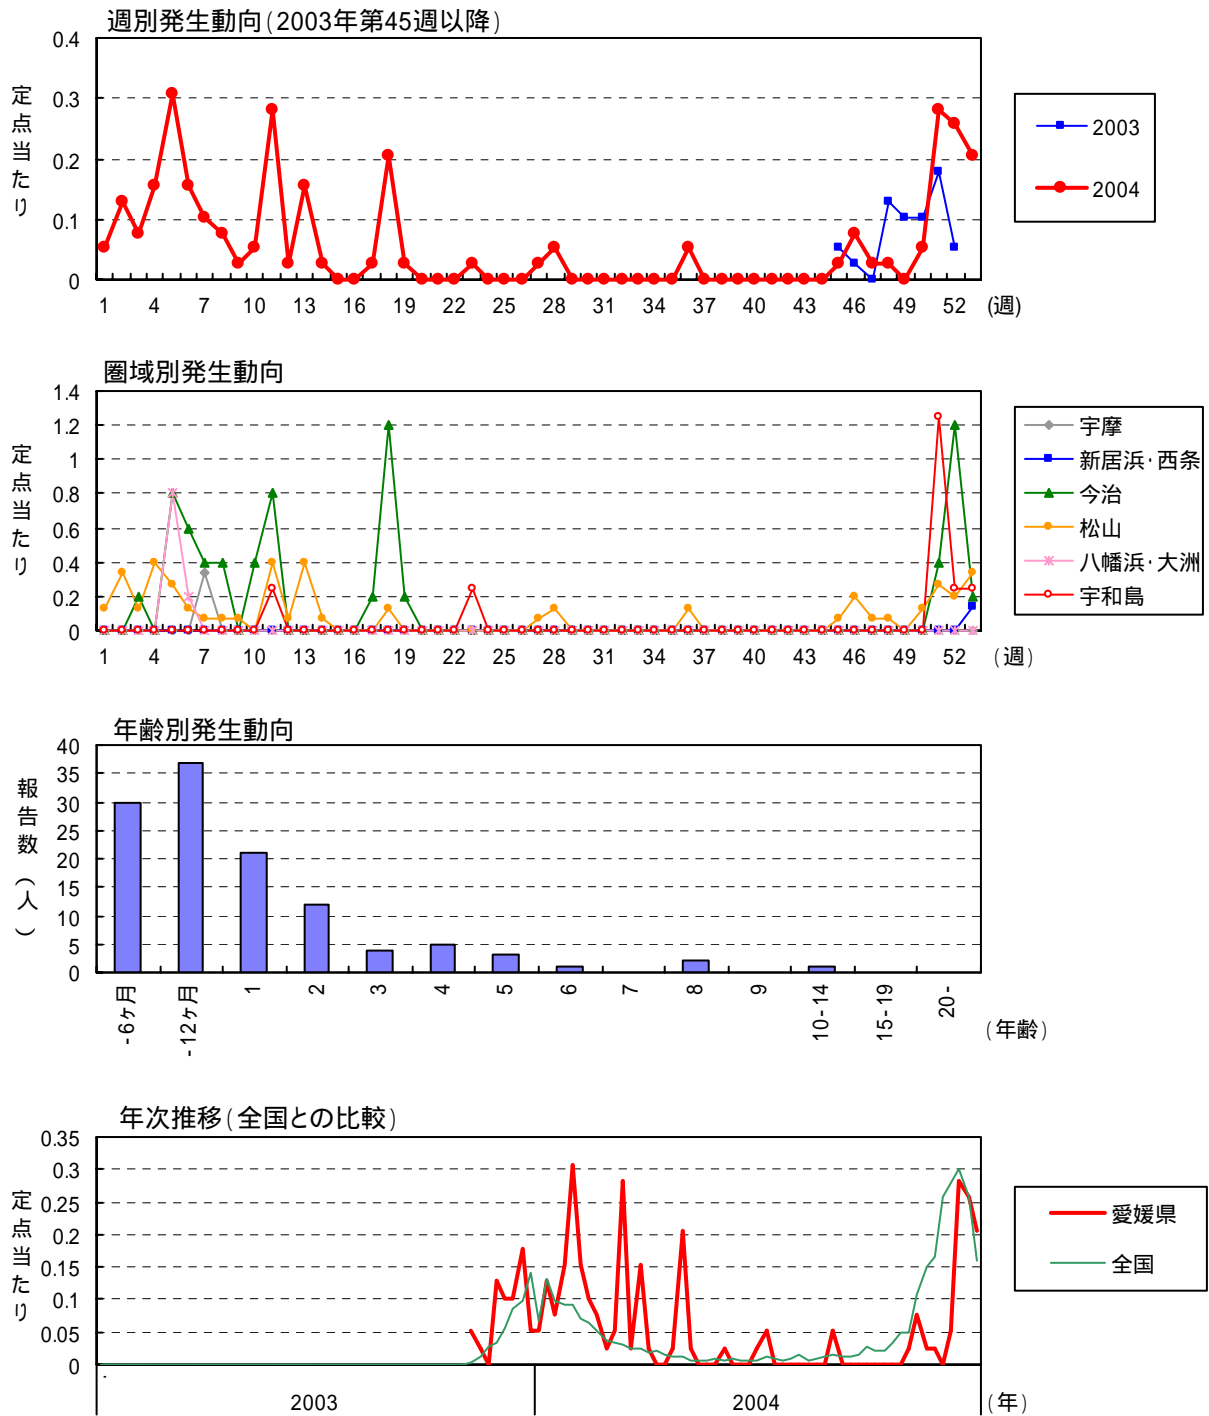 週別発生動向(2003年第45週以降)
定点当たり
0.4
0.3
0.2
0.1
0
1 4 7 10 13 16 19 22 25 28 31 34 37 40 43 46 49 52 (週)
2003
2004
圏域別発生動向
定点当たり
1.4
1.2
1
0.8
0.6
0.4
0.2
0
1 4 7 10 13 16 19 22 25 28 31 34 37 40 43 46 49 52 (週)
宇摩
新居浜･西条
今治
松山
八幡浜･大洲
宇和島
年齢別発生動向
報告数(人)
40
35
30
25
20
15
10
5
0
-6ヶ月 -12ヶ月 1 2 3 4 5 6 7 8 9 10-14 15-19 20- (年齢)
年次推移(全国との比較)
定点当たり
0.35
0.3
0.25
0.2
0.15
0.1
0.05
0
2003 2004 (年)
愛媛県
全国